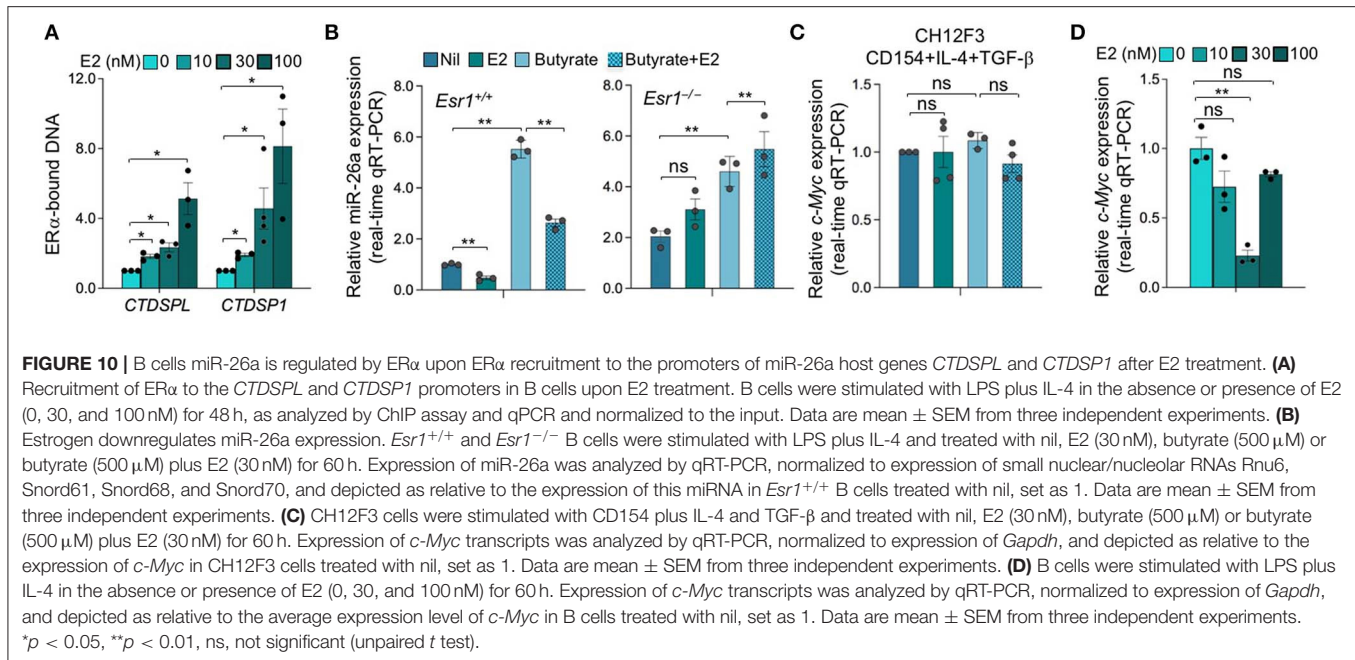 A
E2 (nM) 0 10 30 100
ERα-bound DNA
12.0
8.0
4.0
0.0
* * *
* * *
CTDSPL CTDSP1
B
Nil E2 Butyrate Butyrate+E2
Relative miR-26a expression
(real-time qRT-PCR)
Esr1+/+
8.0
6.0
4.0
2.0
0.0
** ** **
Esr1−/−
8.0
6.0
4.0
2.0
0.0
ns ** **
C
CH12F3
CD154+IL-4+TGF-β
Relative c-Myc expression
(real-time qRT-PCR)
1.5
1.0
0.5
0.0
ns ns ns
D
E2 (nM) 0 10 30 100
Relative c-Myc expression
(real-time qRT-PCR)
1.5
1.0
0.5
0.0
ns
**
ns
FIGURE 10 | B cells miR-26a is regulated by ERα upon ERα recruitment to the promoters of miR-26a host genes CTDSPL and CTDSP1 after E2 treatment. (A)
Recruitment of ERα to the CTDSPL and CTDSP1 promoters in B cells upon E2 treatment. B cells were stimulated with LPS plus IL-4 in the absence or presence of E2
(0, 30, and 100 nM) for 48 h, as analyzed by ChIP assay and qPCR and normalized to the input. Data are mean ± SEM from three independent experiments. (B)
Estrogen downregulates miR-26a expression. Esr1+/+ and Esr1−/− B cells were stimulated with LPS plus IL-4 and treated with nil, E2 (30 nM), butyrate (500 μM) or
butyrate (500 μM) plus E2 (30 nM) for 60 h. Expression of miR-26a was analyzed by qRT-PCR, normalized to expression of small nuclear/nucleolar RNAs Rnu6,
Snord61, Snord68, and Snord70, and depicted as relative to the expression of this miRNA in Esr1+/+ B cells treated with nil, set as 1. Data are mean ± SEM from
three independent experiments. (C) CH12F3 cells were stimulated with CD154 plus IL-4 and TGF-β and treated with nil, E2 (30 nM), butyrate (500 μM) or butyrate
(500 μM) plus E2 (30 nM) for 60 h. Expression of c-Myc transcripts was analyzed by qRT-PCR, normalized to expression of Gapdh, and depicted as relative to the
expression of c-Myc in CH12F3 cells treated with nil, set as 1. Data are mean ± SEM from three independent experiments. (D) B cells were stimulated with LPS plus
IL-4 in the absence or presence of E2 (0, 30, and 100 nM) for 60 h. Expression of c-Myc transcripts was analyzed by qRT-PCR, normalized to expression of Gapdh,
and depicted as relative to the average expression level of c-Myc in B cells treated with nil, set as 1. Data are mean ± SEM from three independent experiments.
*p < 0.05, **p < 0.01, ns, not significant (unpaired t test).